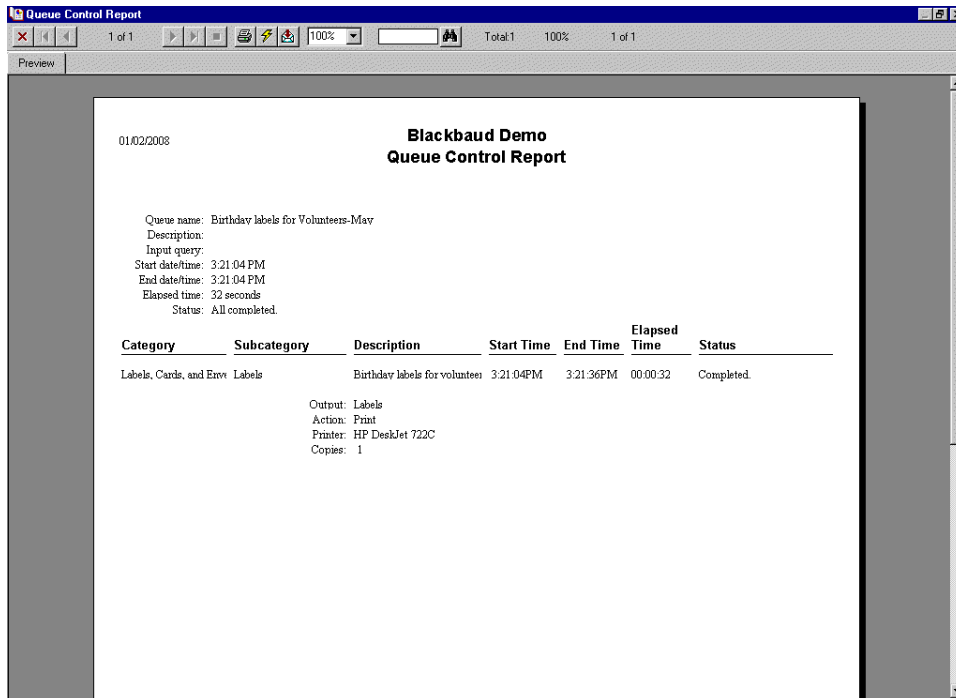 Queue Control Report
1 of 1 100% Total:1 100% 1 of 1
Preview
01/02/2008
Blackbaud Demo
Queue Control Report
Queue name: Birthday labels for Volunteers-May
Description:
Input query:
Start date/time: 3:21:04 PM
End date/time: 3:21:04 PM
Elapsed time: 32 seconds
Status: All completed.
Category Subcategory Description Start Time End Time Elapsed Time Status
Labels, Cards, and Enve Labels Birthday labels for volunteer 3:21:04PM 3:21:36PM 00:00:32 Completed.
Output: Labels
Action: Print
Printer: HP DeskJet 722C
Copies: 1